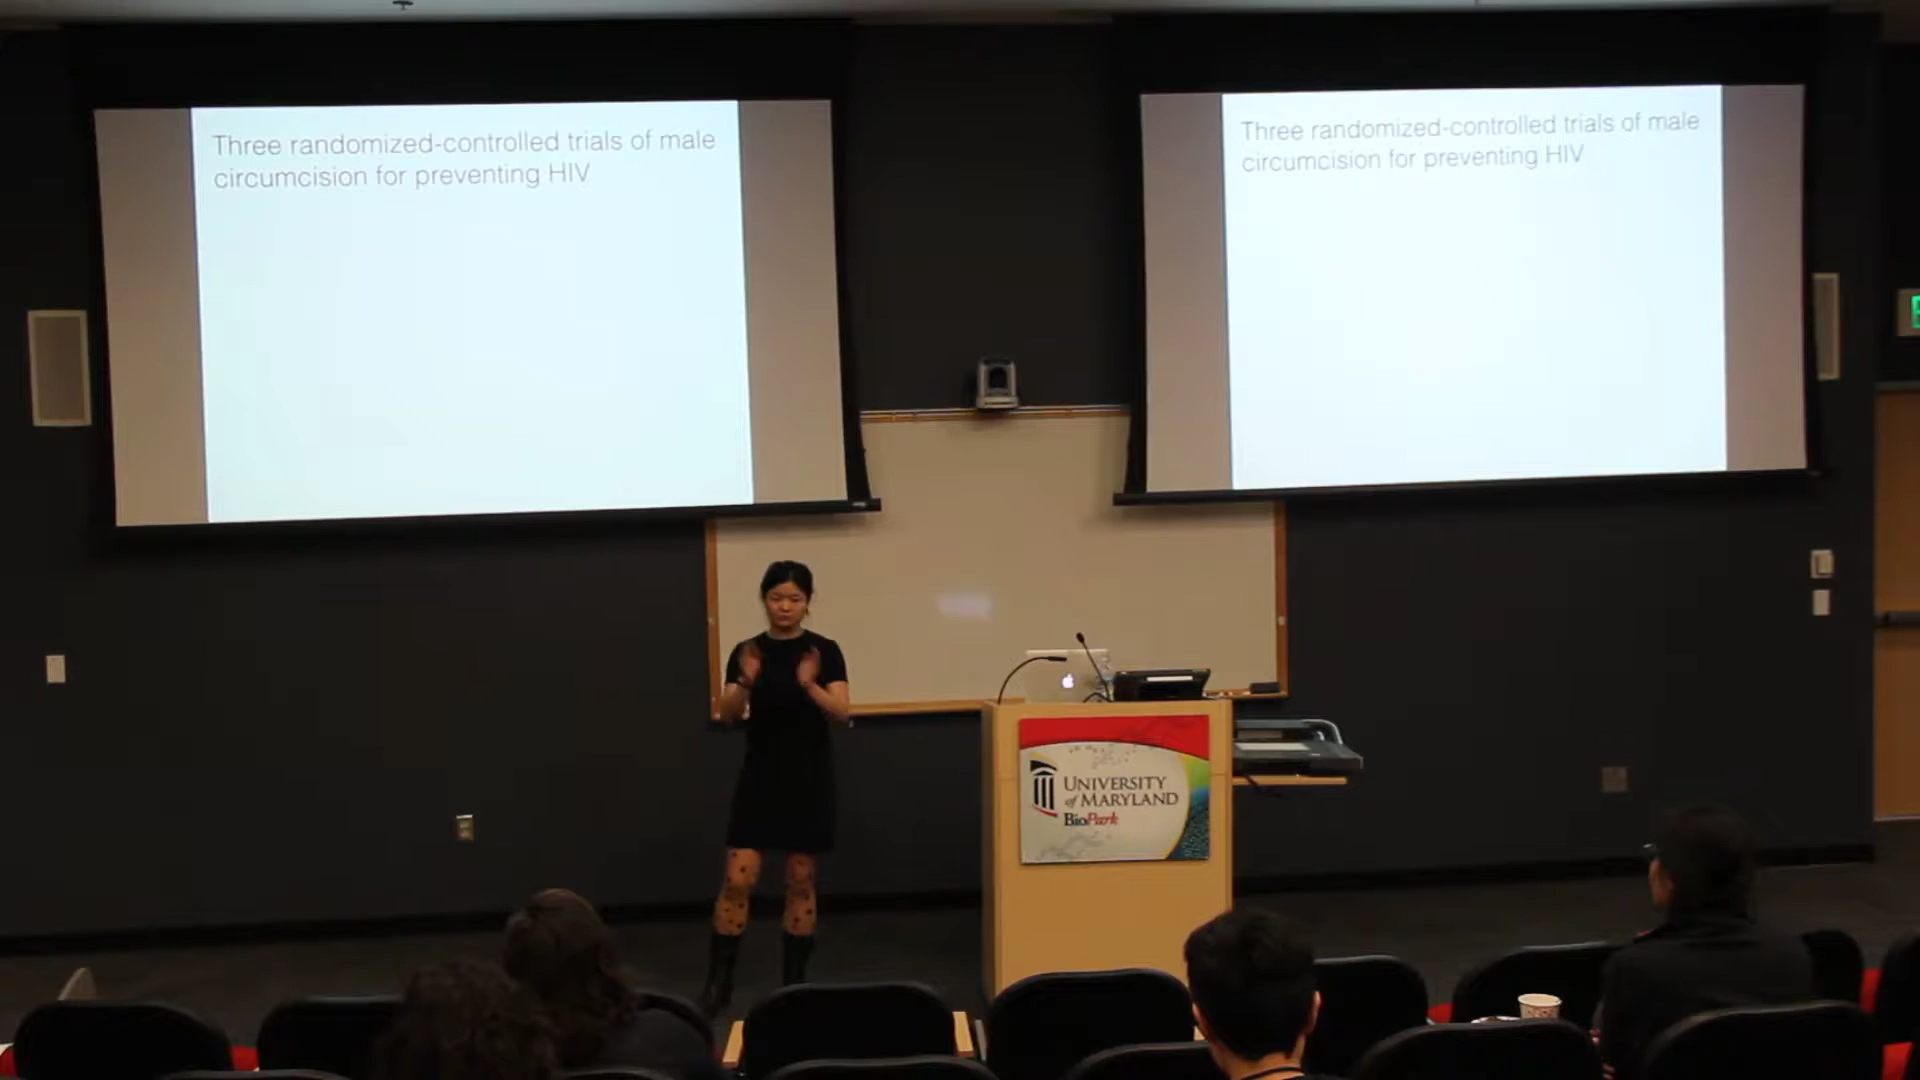 Three randomized-controlled trials of male
circumcision for preventing HIV
Three randomized-controlled trials of male
circumcision for preventing HIV
UNIVERSITY
of MARYLAND
BioPark